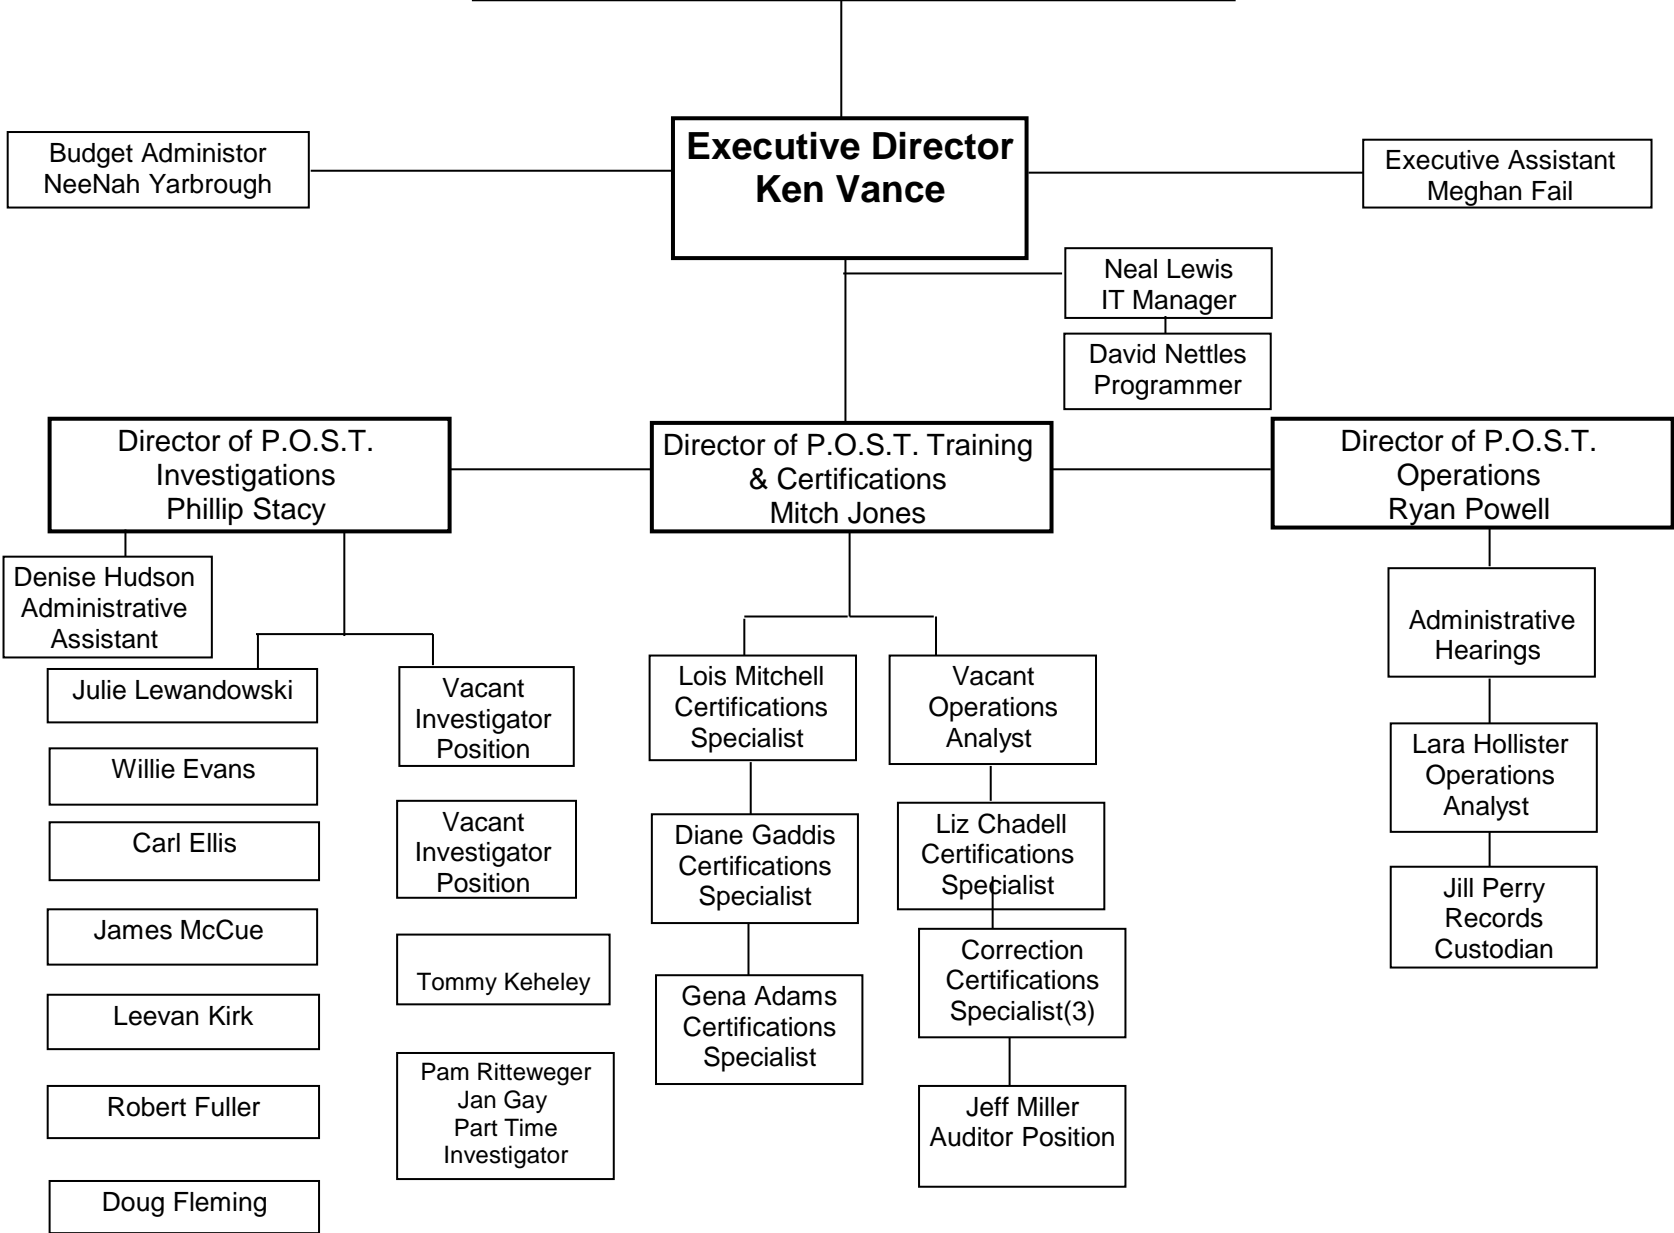 Executive Director
Ken Vance
Budget Administor
NeeNah Yarbrough
Executive Assistant
Meghan Fail
Neal Lewis
IT Manager
David Nettles
Programmer
Director of P.O.S.T.
Investigations
Phillip Stacy
Director of P.O.S.T. Training
& Certifications
Mitch Jones
Director of P.O.S.T.
Operations
Ryan Powell
Denise Hudson
Administrative
Assistant
Julie Lewandowski
Willie Evans
Carl Ellis
James McCue
Leevan Kirk
Robert Fuller
Doug Fleming
Vacant
Investigator
Position
Vacant
Investigator
Position
Tommy Keheley
Pam Ritteweger
Jan Gay
Part Time
Investigator
Lois Mitchell
Certifications
Specialist
Diane Gaddis
Certifications
Specialist
Gena Adams
Certifications
Specialist
Vacant
Operations
Analyst
Liz Chadell
Certifications
Specialist
Correction
Certifications
Specialist(3)
Jeff Miller
Auditor Position
Administrative
Hearings
Lara Hollister
Operations
Analyst
Jill Perry
Records
Custodian